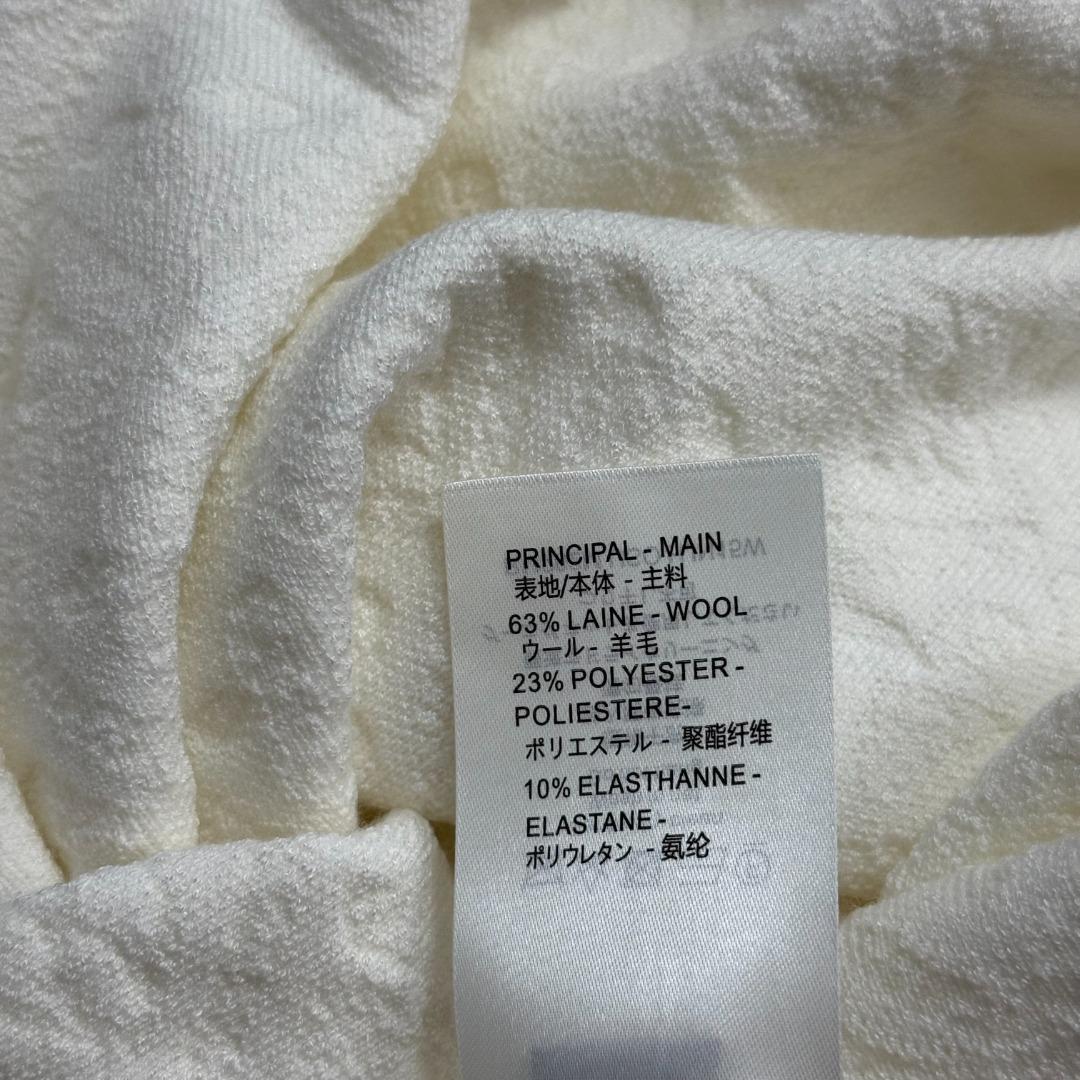 PRINCIPAL - MAIN
表地/本体 - 主料
63% LAINE - WOOL
ウール - 羊毛
23% POLYESTER -
POLIESTERE-
ポリエステル - 聚酯纤维
10% ELASTHANNE -
ELASTANE -
ポリウレタン - 氨纶